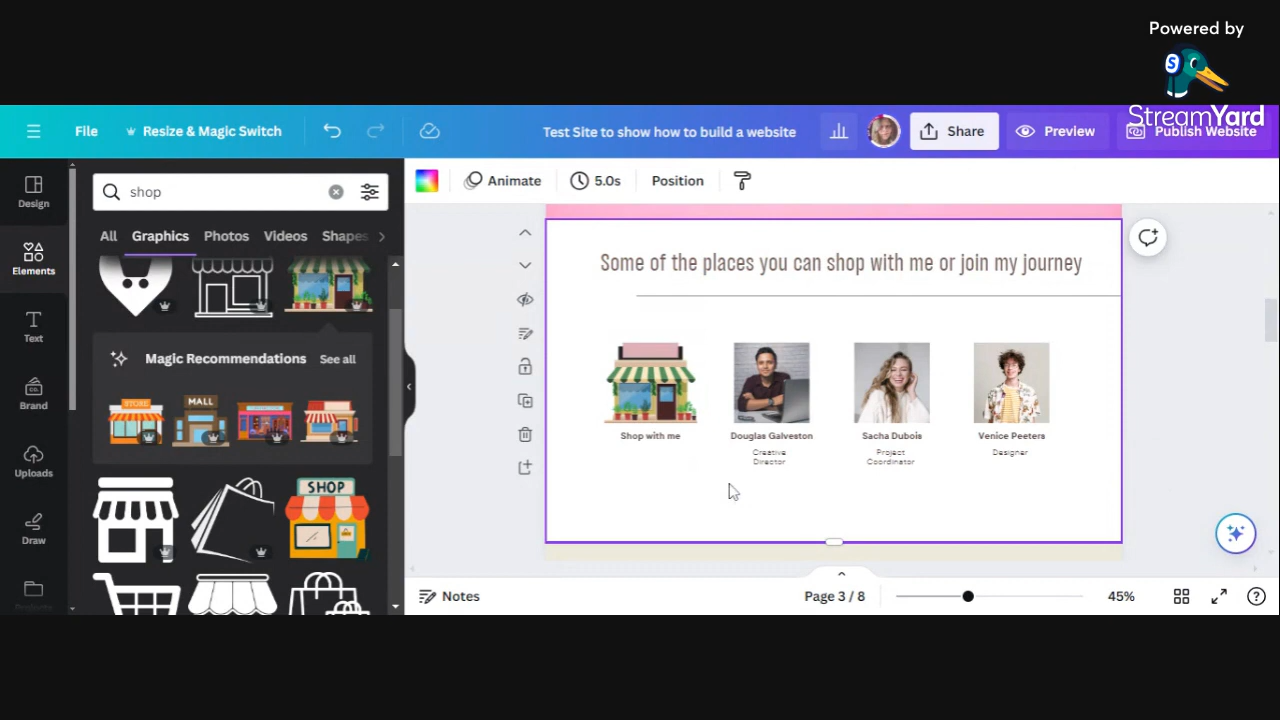 Powered by
StreamYard
File
Resize & Magic Switch
Test Site to show how to build a website
Share
Preview
Publish Website
Design
Elements
Text
Brand
Uploads
Draw
shop
All
Graphics
Photos
Videos
Shapes
Magic Recommendations
See all
STORE
MALL
SHOP
Animate
5.0s
Position
Some of the places you can shop with me or join my journey
Shop with me
Douglas Galveston
Creative
Director
Sacha Dubois
Project
Coordinator
Venice Peeters
Designer
Notes
Page 3 / 8
45%